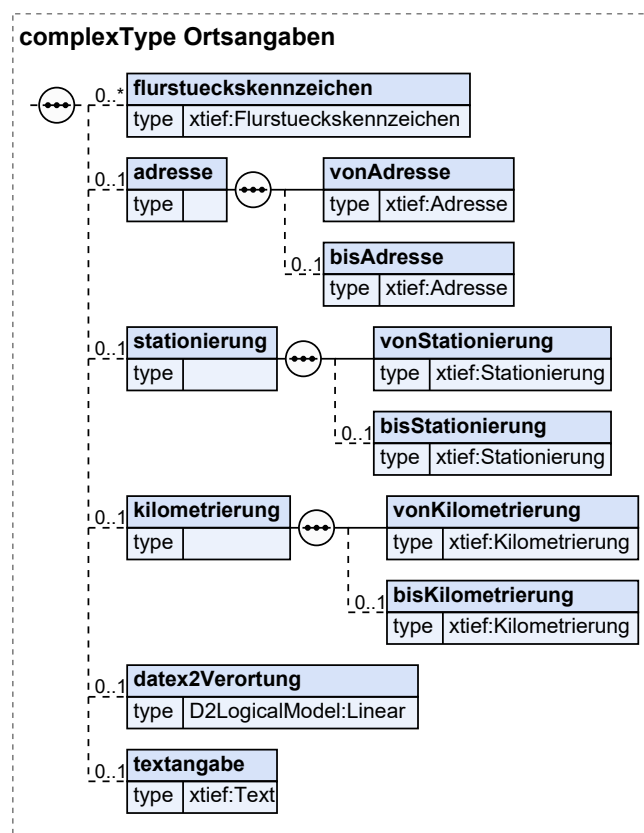 complexType Ortsangaben
0..* flurstueckskennzeichen
type xtief:Flurstueckskennzeichen
0..1 adresse
type
vonAdresse
type xtief:Adresse
0..1 bisAdresse
type xtief:Adresse
0..1 stationierung
type
vonStationierung
type xtief:Stationierung
0..1 bisStationierung
type xtief:Stationierung
0..1 kilometrierung
type
vonKilometrierung
type xtief:Kilometrierung
0..1 bisKilometrierung
type xtief:Kilometrierung
0..1 datex2Verortung
type D2LogicalModel:Linear
0..1 textangabe
type xtief:Text